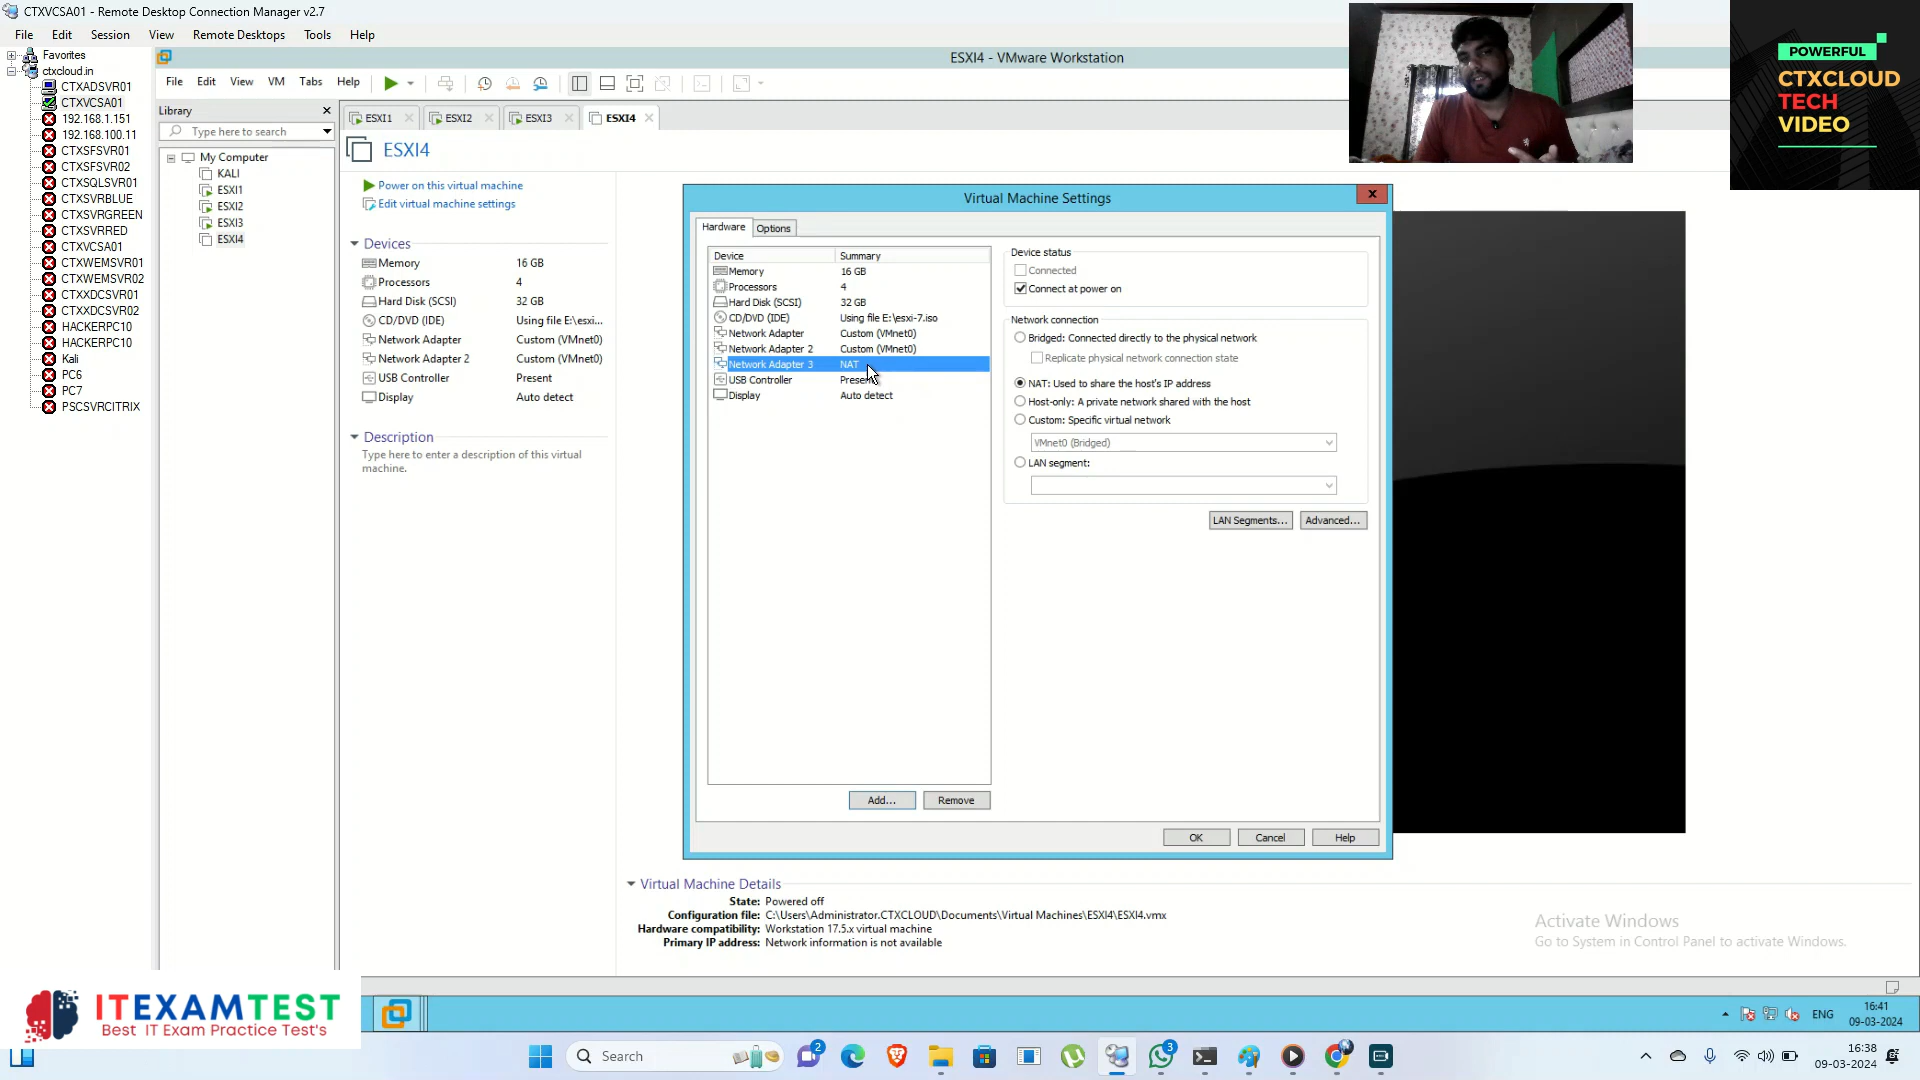 CTXVCSA01 - Remote Desktop Connection Manager v2.7
File Edit Session View Remote Desktops Tools Help
Favorites
ctxcloud.in
CTXADSVR01
CTXVCSA01
192.168.1.151
192.168.100.11
CTXSFSVR01
CTXSFSVR02
CTXSQLSVR01
CTXSVRBLUE
CTXSVRGREEN
CTXSVRRED
CTXVCSA01
CTXWEMSVR01
CTXWEMSVR02
CTXXDCSVR01
CTXXDCSVR02
HACKERPC10
HACKERPC10
Kali
PC6
PC7
PSCSVRCITRIX
ESXI4 - VMware Workstation
File Edit View VM Tabs Help
Library
Type here to search
My Computer
KALI
ESXI1
ESXI2
ESXI3
ESXI4
ESXI1 ESXI2 ESXI3 ESXI4
ESXI4
Power on this virtual machine
Edit virtual machine settings
Devices
Memory 16 GB
Processors 4
Hard Disk (SCSI) 32 GB
CD/DVD (IDE) Using file E:\esxi...
Network Adapter Custom (VMnet0)
Network Adapter 2 Custom (VMnet0)
USB Controller Present
Display Auto detect
Description
Type here to enter a description of this virtual
machine.
Virtual Machine Settings
Hardware Options
Device Summary
Memory 16 GB
Processors 4
Hard Disk (SCSI) 32 GB
CD/DVD (IDE) Using file E:\esxi-7.iso
Network Adapter Custom (VMnet0)
Network Adapter 2 Custom (VMnet0)
Network Adapter 3 NAT
USB Controller Present
Display Auto detect
Add... Remove
Device status
Connected
Connect at power on
Network connection
Bridged: Connected directly to the physical network
Replicate physical network connection state
NAT: Used to share the host's IP address
Host-only: A private network shared with the host
Custom: Specific virtual network
VMnet0 (Bridged)
LAN segment:
LAN Segments... Advanced...
OK Cancel Help
Virtual Machine Details
State: Powered off
Configuration file: C:\Users\Administrator.CTXCLOUD\Documents\Virtual Machines\ESXI4\ESXI4.vmx
Hardware compatibility: Workstation 17.5.x virtual machine
Primary IP address: Network information is not available
Activate Windows
Go to System in Control Panel to activate Windows.
POWERFUL
CTXCLOUD
TECH
VIDEO
ITEXAMTEST
Best IT Exam Practice Test's
ENG
16:41
09-03-2024
Search
2
3
16:38
09-03-2024